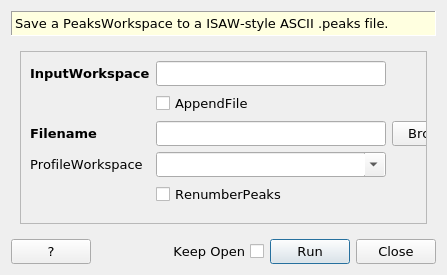 Save a PeaksWorkspace to a ISAW-style ASCII .peaks file.
InputWorkspace
AppendFile
Filename
Bro
ProfileWorkspace
RenumberPeaks
?
Keep Open
Run
Close